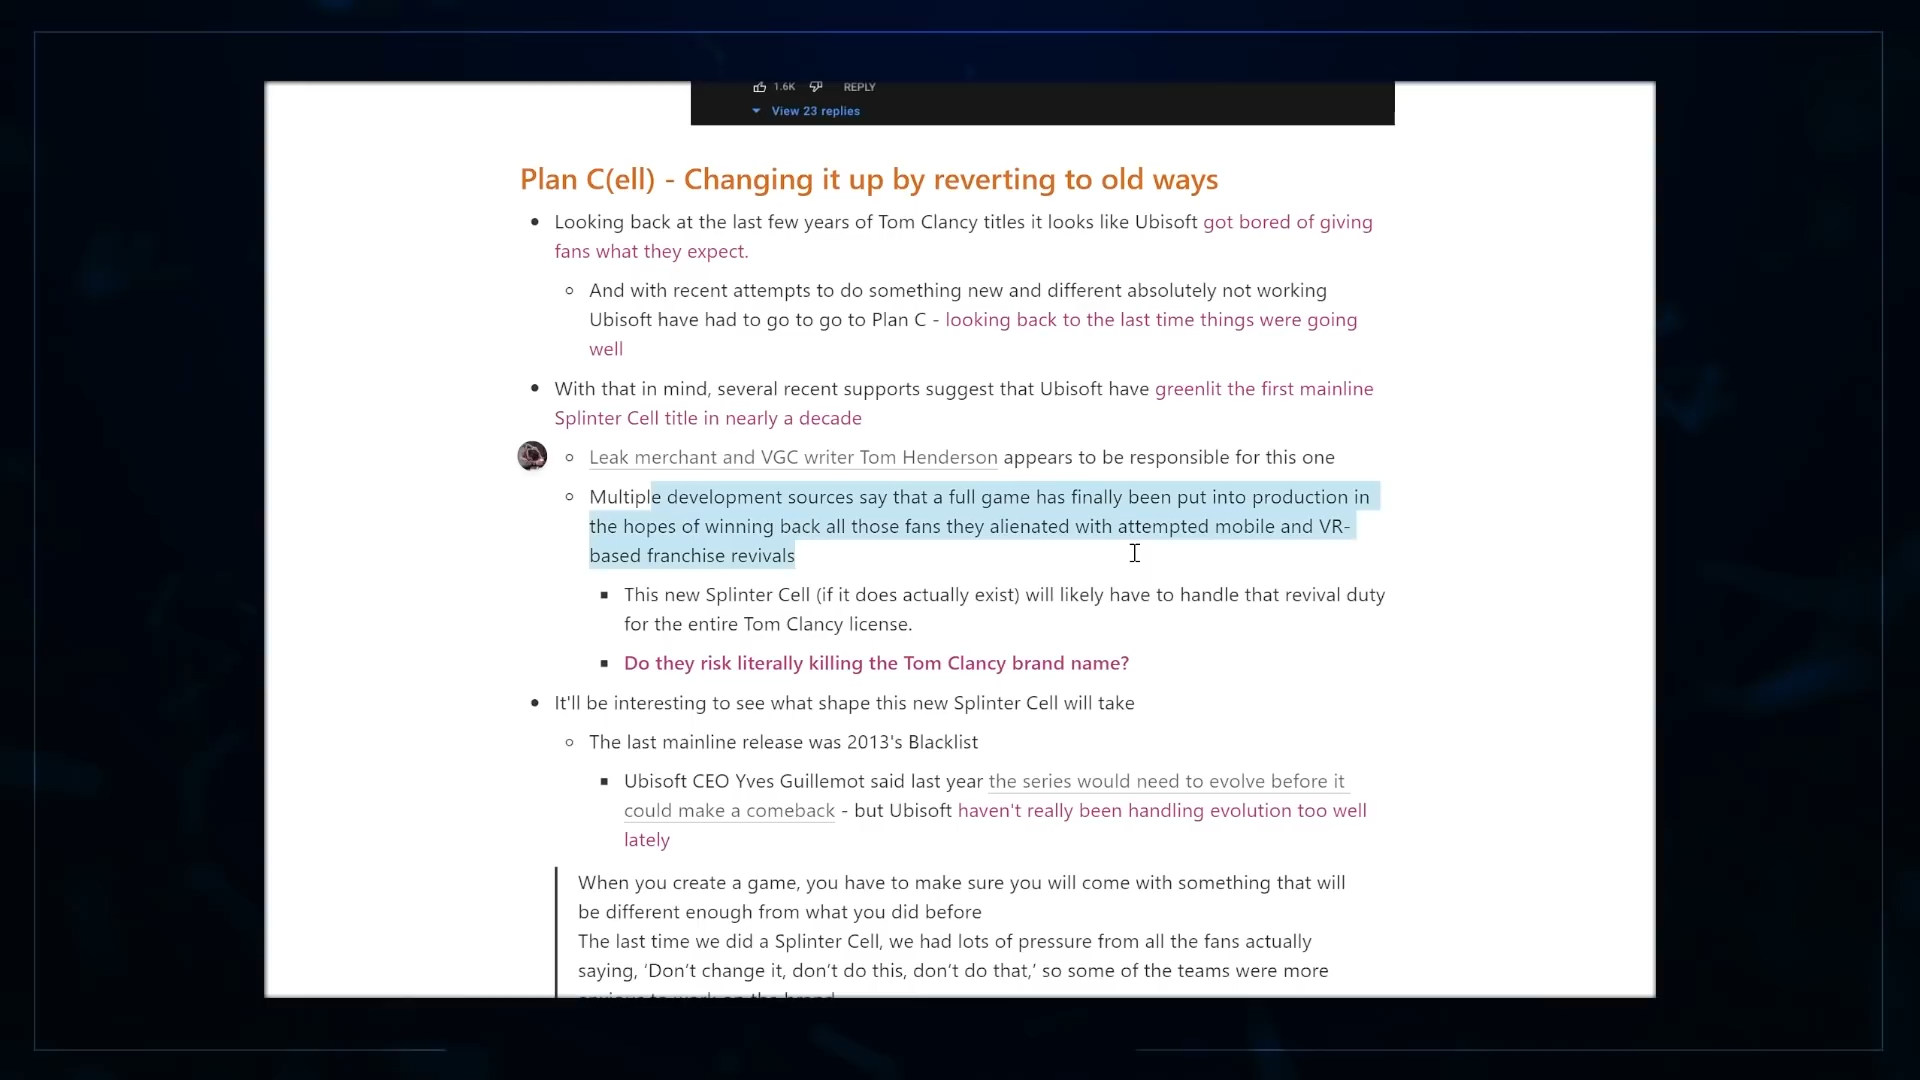 1.6K REPLY
View 23 replies
Plan C(ell) - Changing it up by reverting to old ways
Looking back at the last few years of Tom Clancy titles it looks like Ubisoft got bored of giving
fans what they expect.
And with recent attempts to do something new and different absolutely not working
Ubisoft have had to go to go to Plan C - looking back to the last time things were going
well
With that in mind, several recent supports suggest that Ubisoft have greenlit the first mainline
Splinter Cell title in nearly a decade
Leak merchant and VGC writer Tom Henderson appears to be responsible for this one
Multiple development sources say that a full game has finally been put into production in
the hopes of winning back all those fans they alienated with attempted mobile and VR-
based franchise revivals
This new Splinter Cell (if it does actually exist) will likely have to handle that revival duty
for the entire Tom Clancy license.
Do they risk literally killing the Tom Clancy brand name?
It'll be interesting to see what shape this new Splinter Cell will take
The last mainline release was 2013's Blacklist
Ubisoft CEO Yves Guillemot said last year the series would need to evolve before it
could make a comeback - but Ubisoft haven't really been handling evolution too well
lately
When you create a game, you have to make sure you will come with something that will
be different enough from what you did before
The last time we did a Splinter Cell, we had lots of pressure from all the fans actually
saying, ‘Don’t change it, don’t do this, don’t do that,’ so some of the teams were more